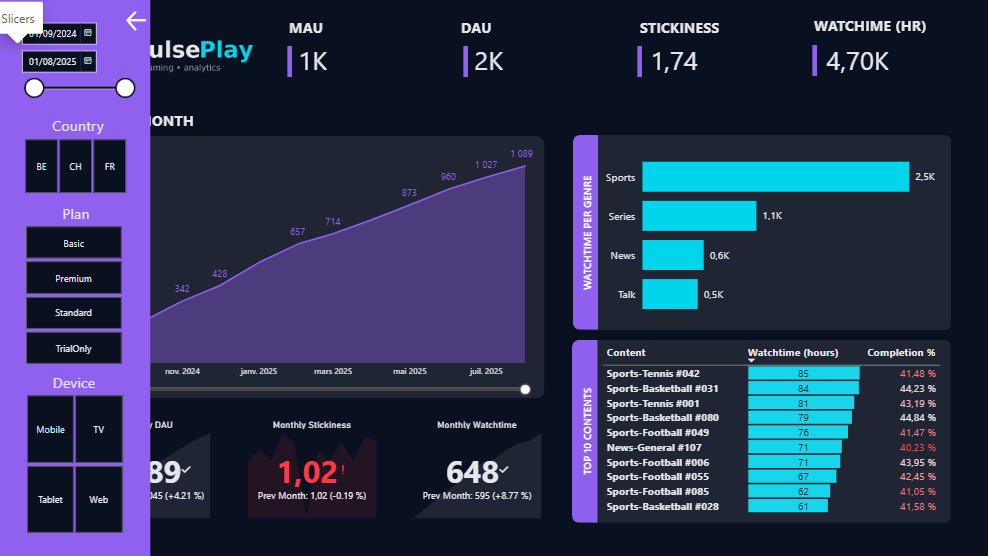 Slicers
01/09/2024
01/08/2025
Country
BE CH FR
Plan
Basic
Premium
Standard
TrialOnly
Device
Mobile TV
Tablet Web
ulsePlay
aming • analytics
MAU
1K
DAU
2K
STICKINESS
1,74
WATCHTIME (HR)
4,70K
ONTH
342
428
657
714
873
960
1 027
1 089
nov. 2024 janv. 2025 mars 2025 mai 2025 juil. 2025
y DAU
89
045 (+4.21 %)
Monthly Stickiness
1,02 !
Prev Month: 1,02 (-0.19 %)
Monthly Watchtime
648
Prev Month: 595 (+8.77 %)
WATCHTIME PER GENRE
Sports 2,5K
Series 1,1K
News 0,6K
Talk 0,5K
TOP 10 CONTENTS
Content Watchtime (hours) Completion %
Sports-Tennis #042 85 41,48 %
Sports-Basketball #031 84 44,23 %
Sports-Tennis #001 81 43,19 %
Sports-Basketball #080 79 44,84 %
Sports-Football #049 76 41,47 %
News-General #107 71 40,23 %
Sports-Football #006 71 43,95 %
Sports-Football #055 67 42,45 %
Sports-Football #085 62 41,05 %
Sports-Basketball #028 61 41,58 %